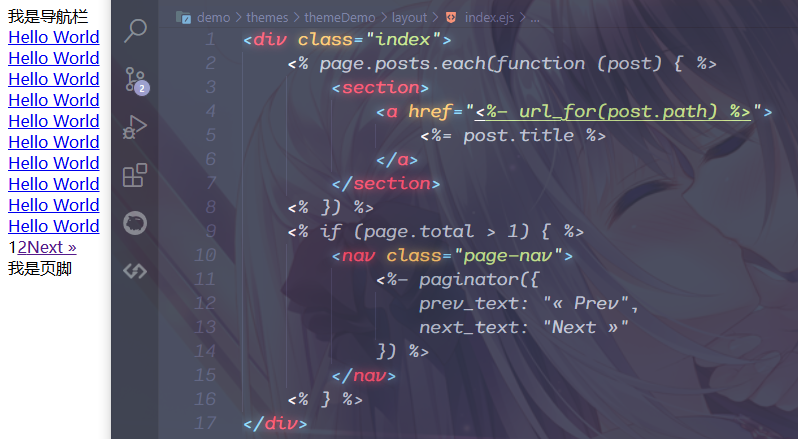 我是导航栏
Hello World
Hello World
Hello World
Hello World
Hello World
Hello World
Hello World
Hello World
Hello World
Hello World
12Next »
我是页脚
2
demo > themes > themeDemo > layout > index.ejs > ...
1 <div class="index">
2 <% page.posts.each(function (post) { %>
3 <section>
4 <a href="<%- url_for(post.path) %>">
5 <%= post.title %>
6 </a>
7 </section>
8 <% }) %>
9 <% if (page.total > 1) { %>
10 <nav class="page-nav">
11 <%- paginator({
12 prev_text: "« Prev",
13 next_text: "Next »"
14 }) %>
15 </nav>
16 <% } %>
17 </div>